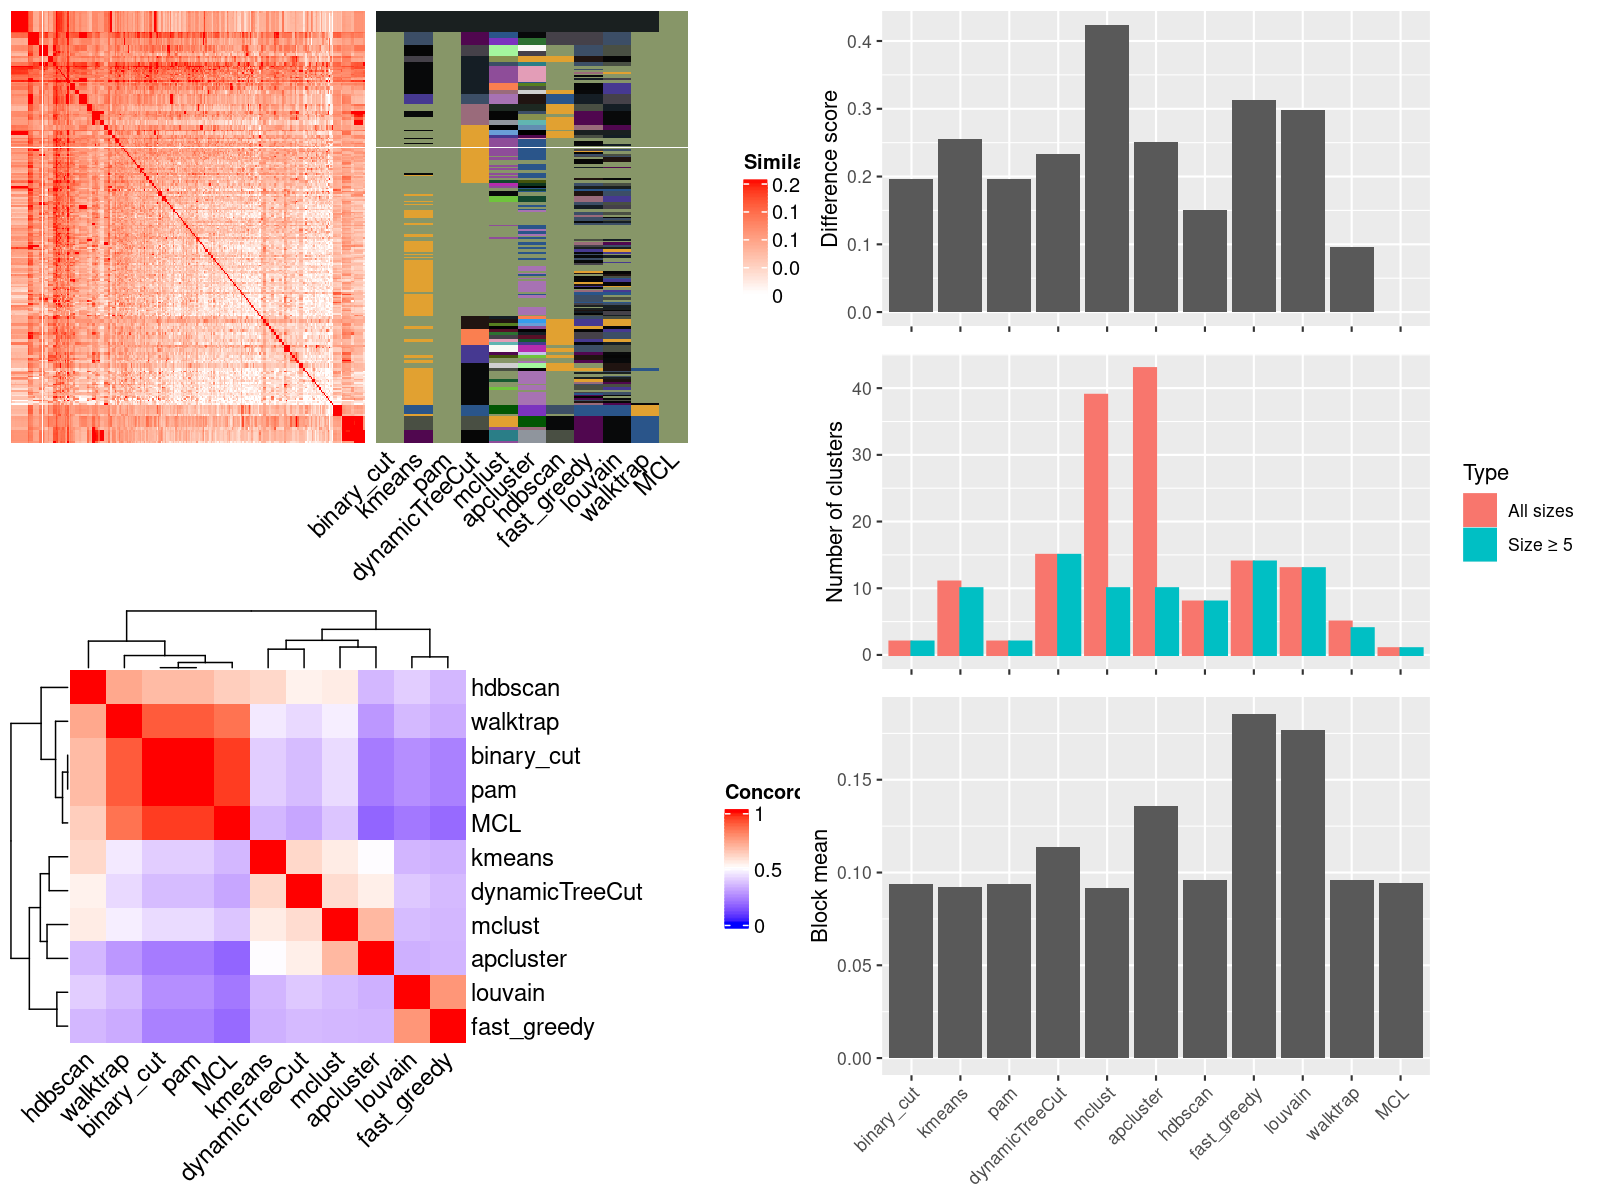 Simila
0.2
0.1
0.1
0.0
0
binary_cut
kmeans
pam
dynamicTreeCut
mclust
apcluster
hdbscan
fast_greedy
louvain
walktrap
MCL
hdbscan
walktrap
binary_cut
pam
MCL
kmeans
dynamicTreeCut
mclust
apcluster
louvain
fast_greedy
hdbscan
walktrap
binary_cut
pam
MCL
kmeans
dynamicTreeCut
mclust
apcluster
louvain
fast_greedy
Concord
1
0.5
0
Difference score
0.4
0.3
0.2
0.1
0.0
Number of clusters
40
30
20
10
0
Type
All sizes
Size ≥ 5
Block mean
0.15
0.10
0.05
0.00
binary_cut
kmeans
pam
dynamicTreeCut
mclust
apcluster
hdbscan
fast_greedy
louvain
walktrap
MCL